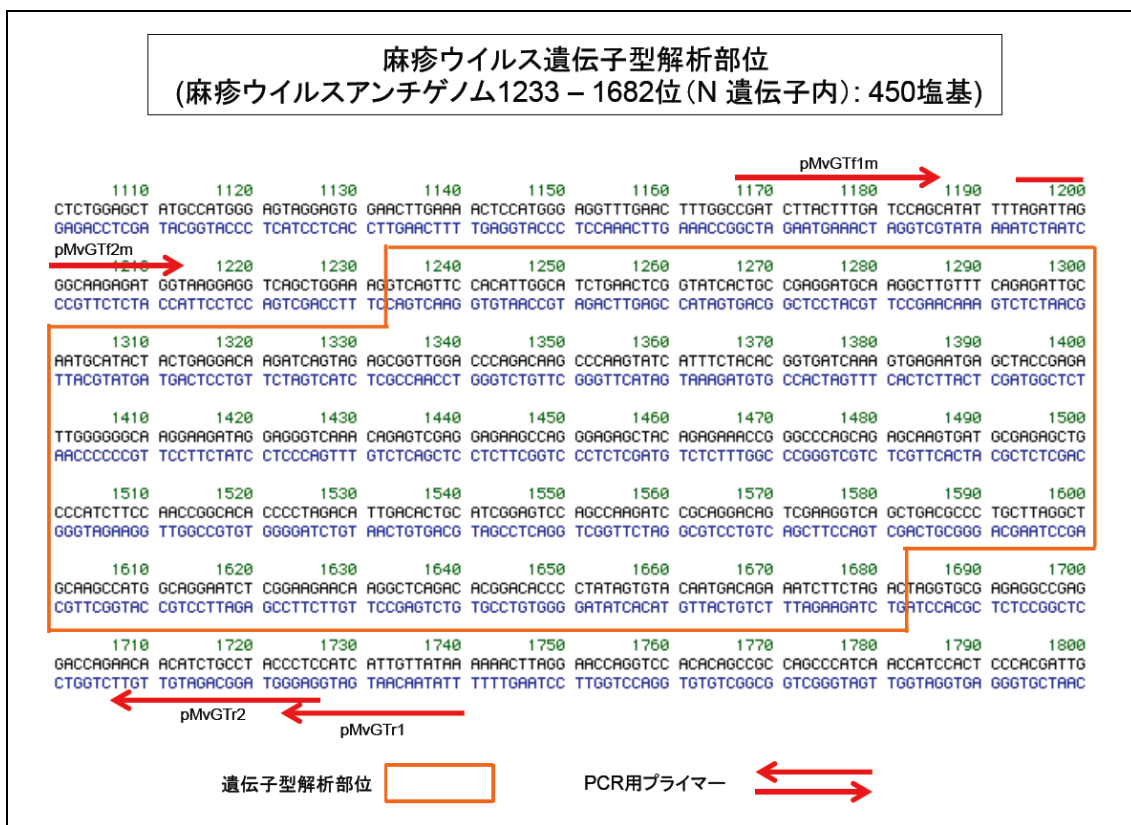 麻疹ウイルス遺伝子型解析部位
(麻疹ウイルスアンチゲノム1233 – 1682位(N 遺伝子内): 450塩基)
pMvGTf1m
1110 1120 1130 1140 1150 1160 1170 1180 1190 1200
CTCTGGAGCT ATGCCATGGG AGTAGGAGTG GAACTTGAAA ACTCCATGGG AGGTTTGAAC TTTGGCCGAT CTTACTTTGA TCCAGCATAT TTTAGATTAG
GAGACCTCGA TACGGTACCC TCATCCTCAC CTTGAACTTT TGAGGTACCC TCCAAACTTG AAACCGGCTA GAATGAAACT AGGTCGTATA AAATCTAATC
pMvGTf2m
1210 1220 1230 1240 1250 1260 1270 1280 1290 1300
GGCAAGAGAT GGTAAGGAGG TCAGCTGGAA AGGTCAGTTC CACATTGGCA TCTGAACTCG GTATCACTGC CGAGGATGCA AGGCTTGTTT CAGAGATTGC
CCGTTCTCTA CCATTCCTCC AGTCGACCTT TCCAGTCAAG GTGTAACCGT AGACTTGAGC CATAGTGACG GCTCCTACGT TCCGAACAAA GTCTCTAACG
1310 1320 1330 1340 1350 1360 1370 1380 1390 1400
AATGCATACT ACTGAGGACA AGATCAGTAG AGCGGTTGGA CCCAGACAAG CCCAAGTATC ATTTCTACAC GGTGATCAAA GTGAGAATGA GCTACCGAGA
TTACGTATGA TGACTCCTGT TCTAGTCATC TCGCCAACCT GGGTCTGTTC GGGTTCATAG TAAAGATGTG CCACTAGTTT CACTCTTACT CGATGGCTCT
1410 1420 1430 1440 1450 1460 1470 1480 1490 1500
TTGGGGGGCA AGGAAGATAG GAGGGTCAAA CAGAGTCGAG GAGAAGCCAG GGAGAGCTAC AGAGAAACCG GGCCCAGCAG AGCAAGTGAT GCGAGAGCTG
AACCCCCCGT TCCTTCTATC CTCCCAGTTT GTCTCAGCTC CTCTTCGGTC CCTCTCGATG TCTCTTTGGC CCGGGTCGTC TCGTTCACTA CGCTCTCGAC
1510 1520 1530 1540 1550 1560 1570 1580 1590 1600
CCCATCTTCC AACCGGCACA CCCCTAGACA TTGACACTGC ATCGGAGTCC AGCCAAGATC CGCAGGACAG TCGAAGGTCA GCTGACGCCC TGCTTAGGCT
GGGTAGAAGG TTGGCCGTGT GGGGATCTGT AACTGTGACG TAGCCTCAGG TCGGTTCTAG GCGTCCTGTC AGCTTCCAGT CGACTGCGGG ACGAATCCGA
1610 1620 1630 1640 1650 1660 1670 1680 1690 1700
GCAAGCCATG GCAGGAATCT CGGAAGAACA AGGCTCAGAC ACGGACACCC CTATAGTGTA CAATGACAGA AATCTTCTAG ACTAGGTGCG AGAGGCCGAG
CGTTCGGTAC CGTCCTTAGA GCCTTCTTGT TCCGAGTCTG TGCCTGTGGG GATATCACAT GTTACTGTCT TTAGAAGATC TGATCCACGC TCTCCGGCTC
1710 1720 1730 1740 1750 1760 1770 1780 1790 1800
GACCAGAACA ACATCTGCCT ACCCTCCATC ATTGTTATAA AAAACTTAGG AACCAGGTCC ACACAGCCGC CAGCCCATCA ACCATCCACT CCCACGATTG
CTGGTCTTGT TGTAGACGGA TGGGAGGTAG TAACAATATT TTTTGAATCC TTGGTCCAGG TGTGTCGGCG GTCGGGTAGT TGGTAGGTGA GGGTGCTAAC
pMvGTr2
pMvGTr1
遺伝子型解析部位
PCR用プライマー